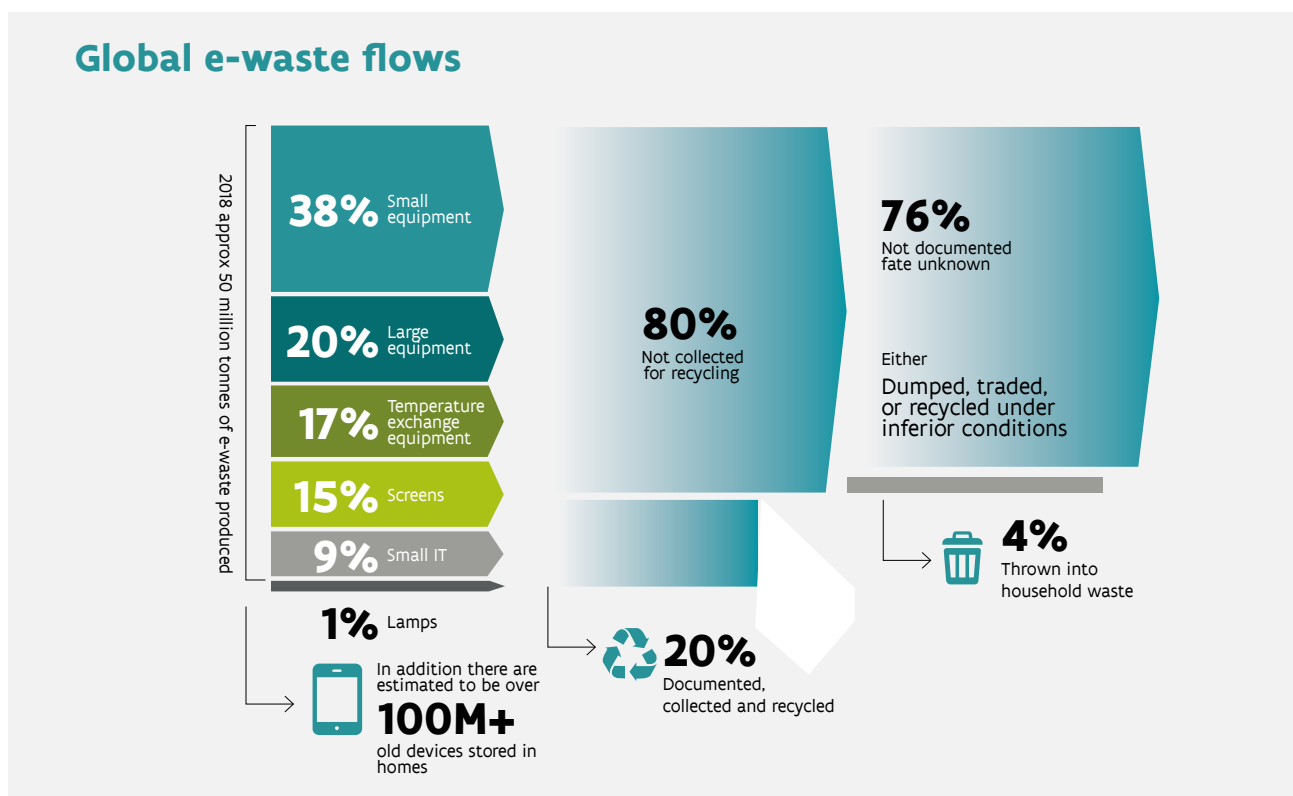 Global e-waste flows
2018 approx 50 million tonnes of e-waste produced
38%
Small
equipment
20%
Large
equipment
17%
Temperature
exchange
equipment
15%
Screens
9%
Small IT
1%
Lamps
In addition there are
estimated to be over
100M+
old devices stored in
homes
80%
Not collected
for recycling
20%
Documented,
collected and recycled
76%
Not documented
fate unknown
Either
Dumped, traded,
or recycled under
inferior conditions
4%
Thrown into
household waste